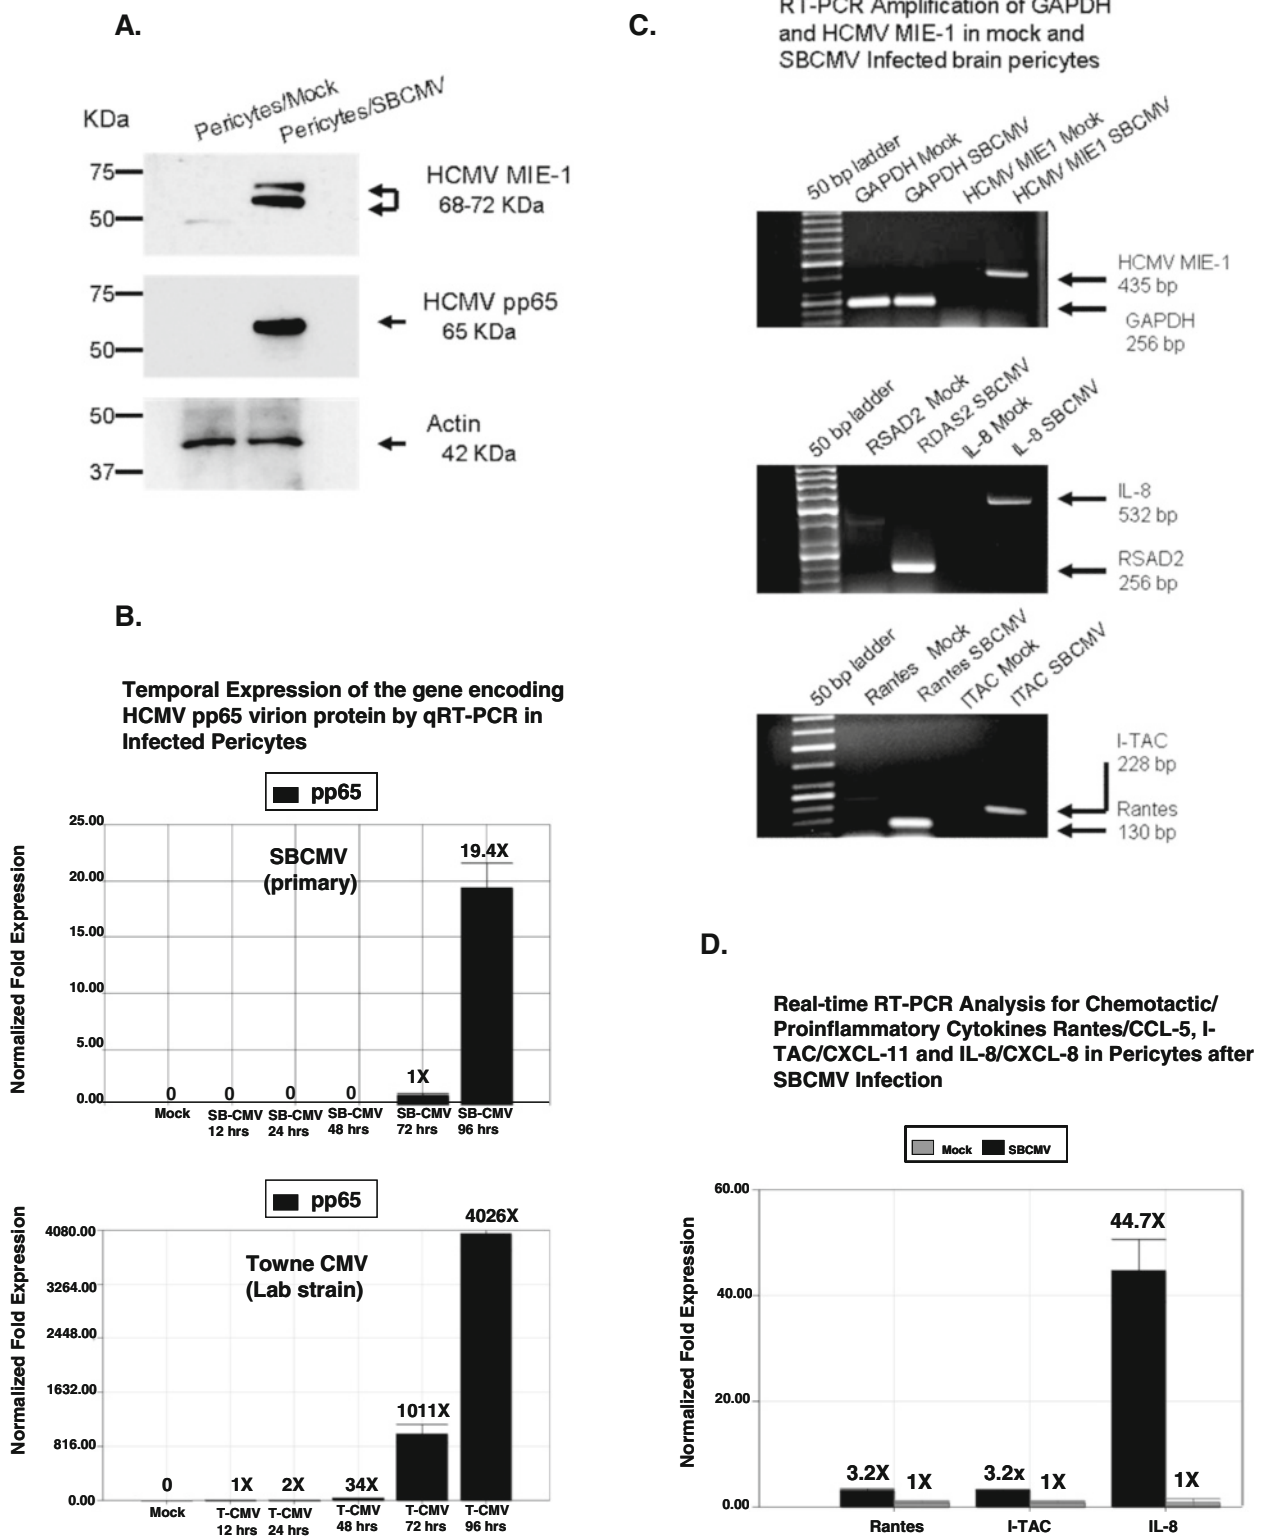 A.
KDa
Pericytes/Mock
Pericytes/SBCMV
75
50
HCMV MIE-1
68-72 KDa
75
50
HCMV pp65
65 KDa
50
37
Actin
42 KDa
B.
Temporal Expression of the gene encoding
HCMV pp65 virion protein by qRT-PCR in
Infected Pericytes
pp65
Normalized Fold Expression
25.00
20.00
15.00
10.00
5.00
0.00
SBCMV
(primary)
0
0
0
0
1X
19.4X
Mock
SB-CMV
12 hrs
SB-CMV
24 hrs
SB-CMV
48 hrs
SB-CMV
72 hrs
SB-CMV
96 hrs
pp65
Normalized Fold Expression
4080.00
3264.00
2448.00
1632.00
816.00
0.00
Towne CMV
(Lab strain)
0
1X
2X
34X
1011X
4026X
Mock
T-CMV
12 hrs
T-CMV
24 hrs
T-CMV
48 hrs
T-CMV
72 hrs
T-CMV
96 hrs
C.
RT-PCR Amplification of GAPDH
and HCMV MIE-1 in mock and
SBCMV Infected brain pericytes
50 bp ladder
GAPDH Mock
GAPDH SBCMV
HCMV MIE1 Mock
HCMV MIE1 SBCMV
HCMV MIE-1
435 bp
GAPDH
256 bp
50 bp ladder
RSAD2 Mock
RDAS2 SBCMV
IL-8 Mock
IL-8 SBCMV
IL-8
532 bp
RSAD2
256 bp
50 bp ladder
Rantes Mock
Rantes SBCMV
ITAC Mock
ITAC SBCMV
I-TAC
228 bp
Rantes
130 bp
D.
Real-time RT-PCR Analysis for Chemotactic/
Proinflammatory Cytokines Rantes/CCL-5, I-
TAC/CXCL-11 and IL-8/CXCL-8 in Pericytes after
SBCMV Infection
Mock SBCMV
Normalized Fold Expression
60.00
40.00
20.00
0.00
3.2X
1X
3.2x
1X
44.7X
1X
Rantes
I-TAC
IL-8